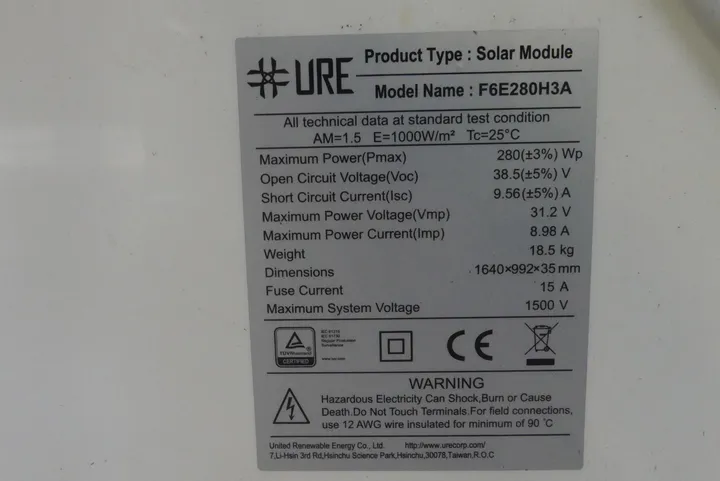 URE
Product Type : Solar Module
Model Name : F6E280H3A
All technical data at standard test condition
AM=1.5 E=1000W/m² Tc=25°C
Maximum Power(Pmax) 280(±3%) Wp
Open Circuit Voltage(Voc) 38.5(±5%) V
Short Circuit Current(Isc) 9.56(±5%) A
Maximum Power Voltage(Vmp) 31.2 V
Maximum Power Current(Imp) 8.98 A
Weight 18.5 kg
Dimensions 1640×992×35mm
Fuse Current 15 A
Maximum System Voltage 1500 V
TÜVRheinland
CERTIFIED
CE
WARNING
Hazardous Electricity Can Shock,Burn or Cause
Death.Do Not Touch Terminals.For field connections,
use 12 AWG wire insulated for minimum of 90 ℃
United Renewable Energy Co., Ltd. http://www.urecorp.com/
7,Li-Hsin 3rd Rd,Hsinchu Science Park,Hsinchu,30078,Taiwan,R.O.C